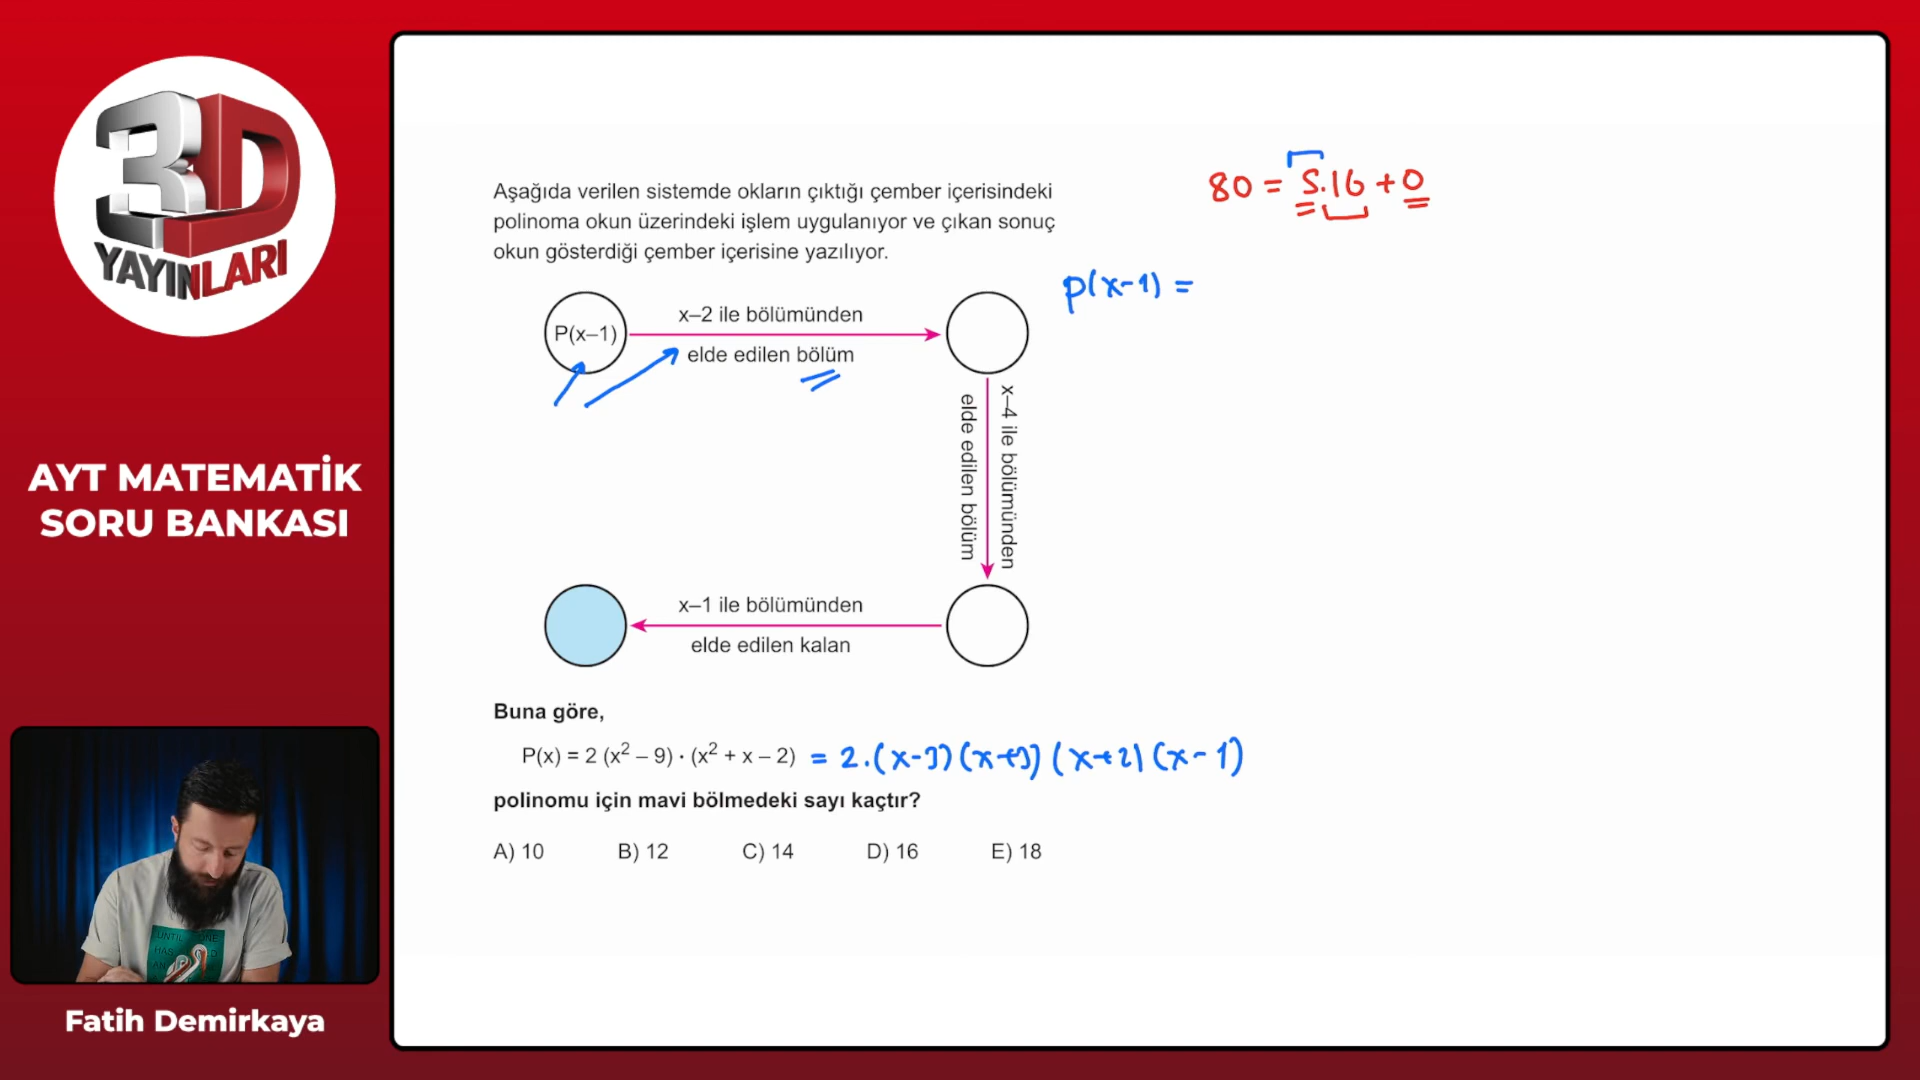 3D
YAYINLARI
AYT MATEMATİK
SORU BANKASI
Fatih Demirkaya
Aşağıda verilen sistemde okların çıktığı çember içerisindeki
polinoma okun üzerindeki işlem uygulanıyor ve çıkan sonuç
okun gösterdiği çember içerisine yazılıyor.
80 = 5.16 + 0
P(x-1) =
P(x–1)
x–2 ile bölümünden
elde edilen bölüm
x–4 ile bölümünden
elde edilen bölüm
x–1 ile bölümünden
elde edilen kalan
Buna göre,
P(x) = 2 (x² – 9) · (x² + x – 2) = 2.(x-3)(x+3)(x+2)(x-1)
polinomu için mavi bölmedeki sayı kaçtır?
A) 10 B) 12 C) 14 D) 16 E) 18